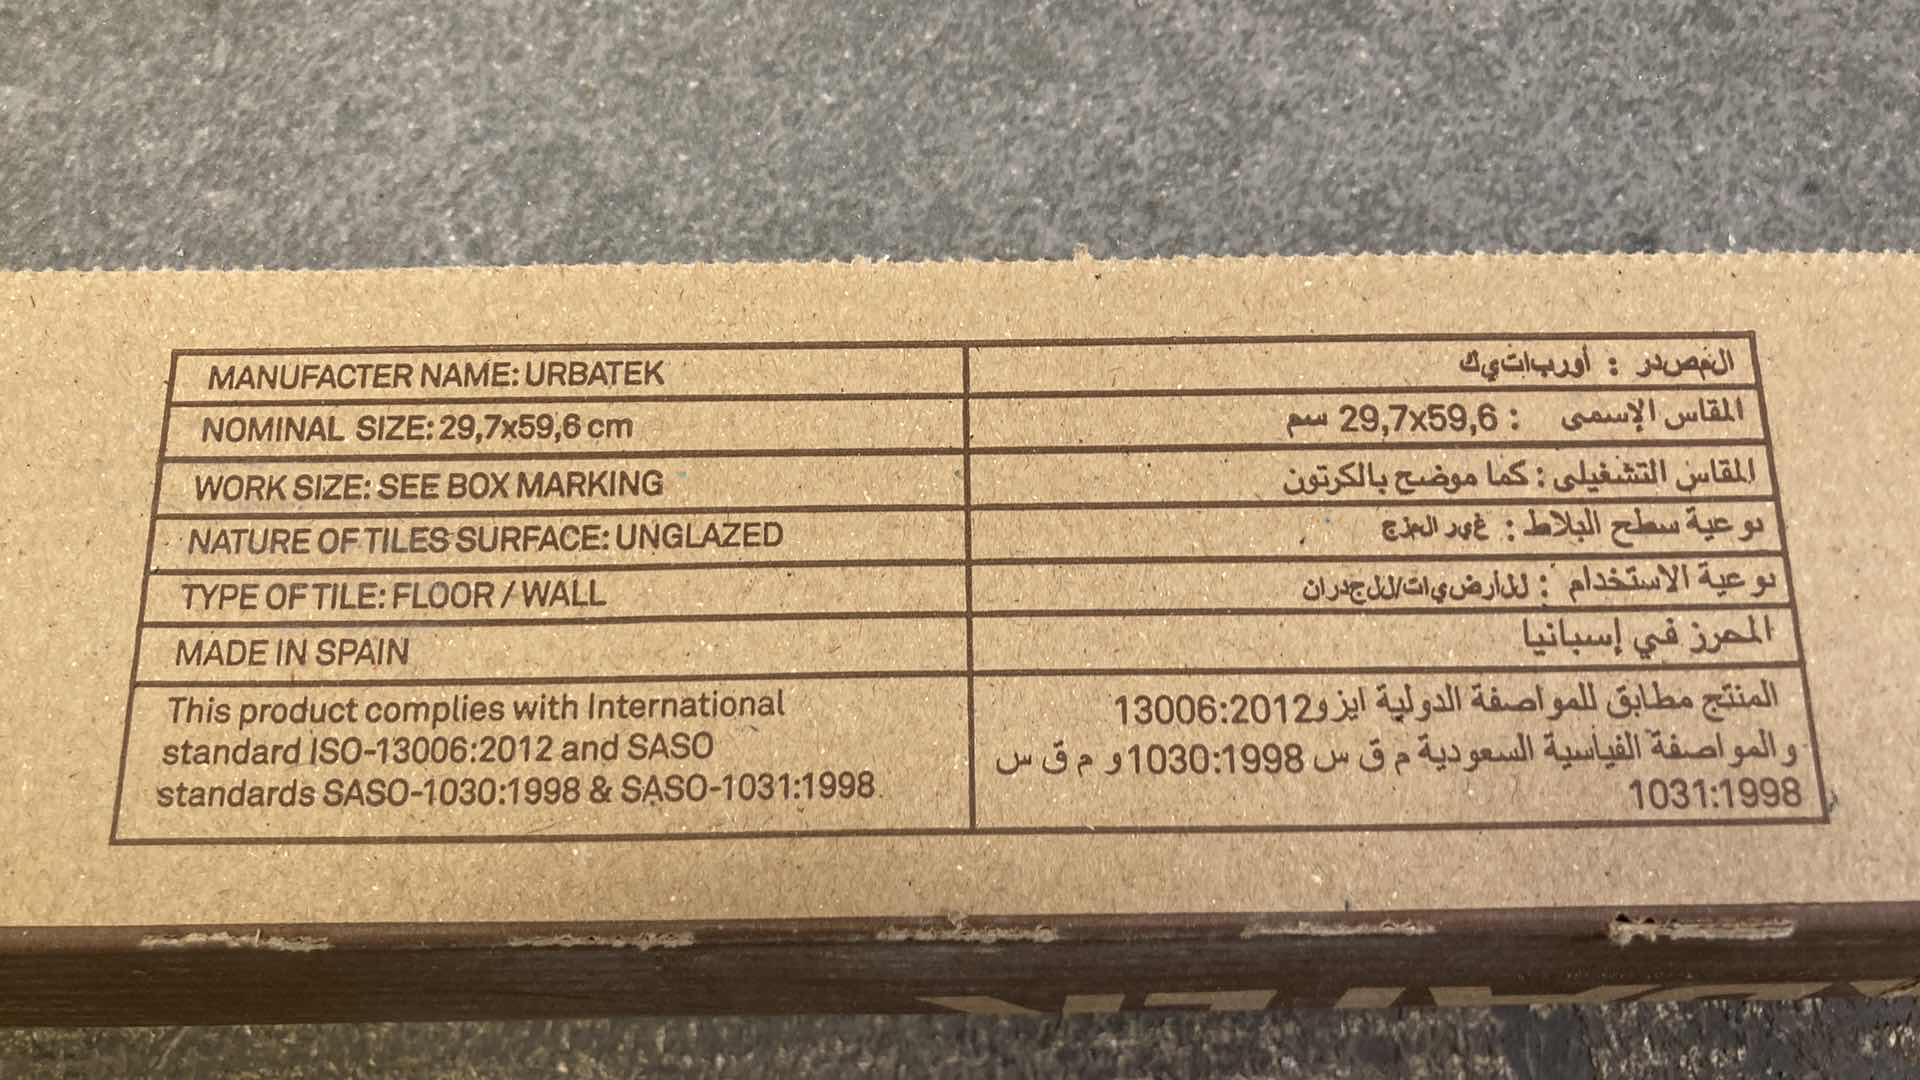 MANUFACTER NAME: URBATEK
المصدر : أورباتيك
NOMINAL SIZE: 29,7x59,6 cm
المقاس الإسمى : 29,7x59,6 سم
WORK SIZE: SEE BOX MARKING
المقاس التشغيلى : كما موضح بالكرتون
NATURE OF TILES SURFACE: UNGLAZED
نوعية سطح البلاط : غير المزج
TYPE OF TILE: FLOOR / WALL
نوعية الاستخدام : للأرضيات/للجدران
MADE IN SPAIN
المحرز في إسبانيا
This product complies with International
standard ISO-13006:2012 and SASO
standards SASO-1030:1998 & SASO-1031:1998
المنتج مطابق للمواصفة الدولية ايزو13006:2012
والمواصفة القياسية السعودية م ق س 1030:1998و م ق س
1031:1998